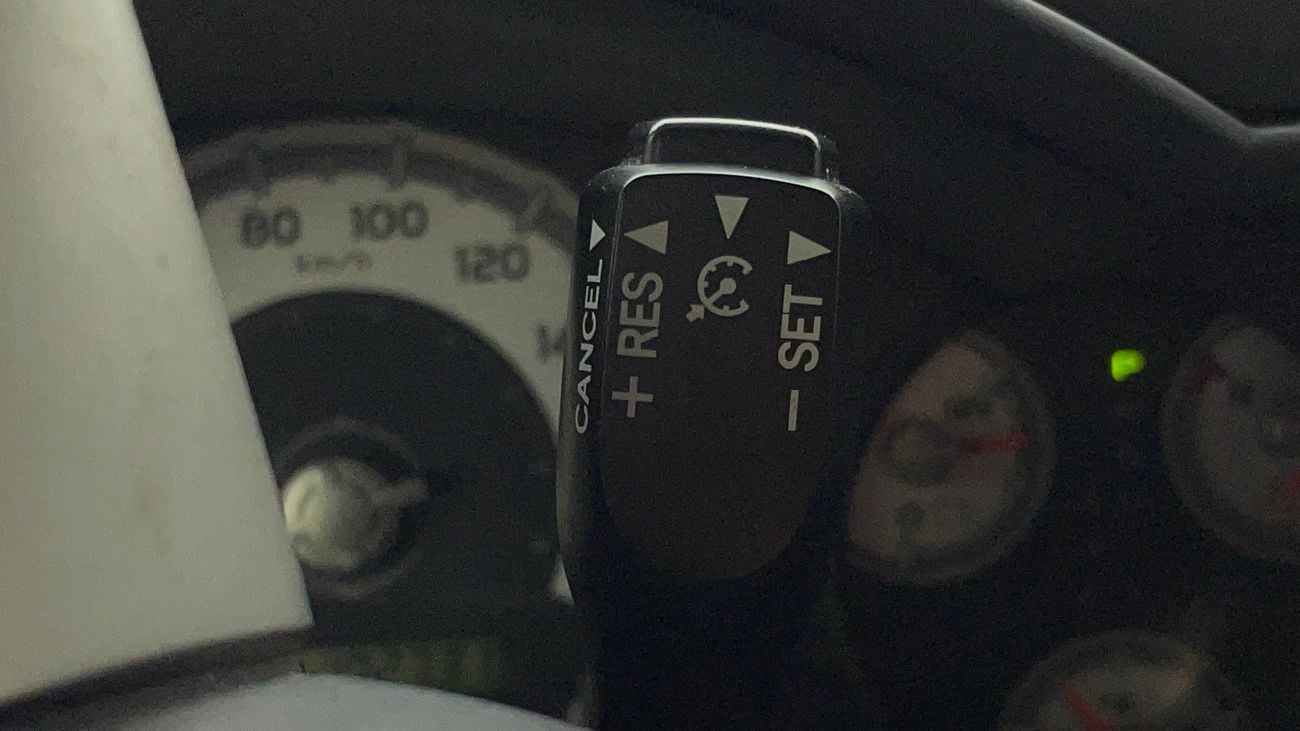 80
100
120
km/h
CANCEL
+ RES
- SET